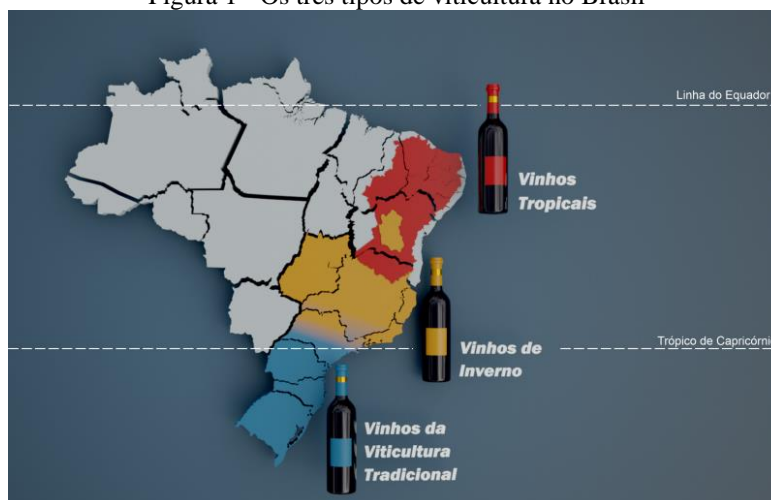 Figura 1 - Os três tipos de viticultura no Brasil
Linha do Equador
Vinhos
Tropicais
Trópico de Capricórnio
Vinhos de
Inverno
Vinhos da
Viticultura
Tradicional